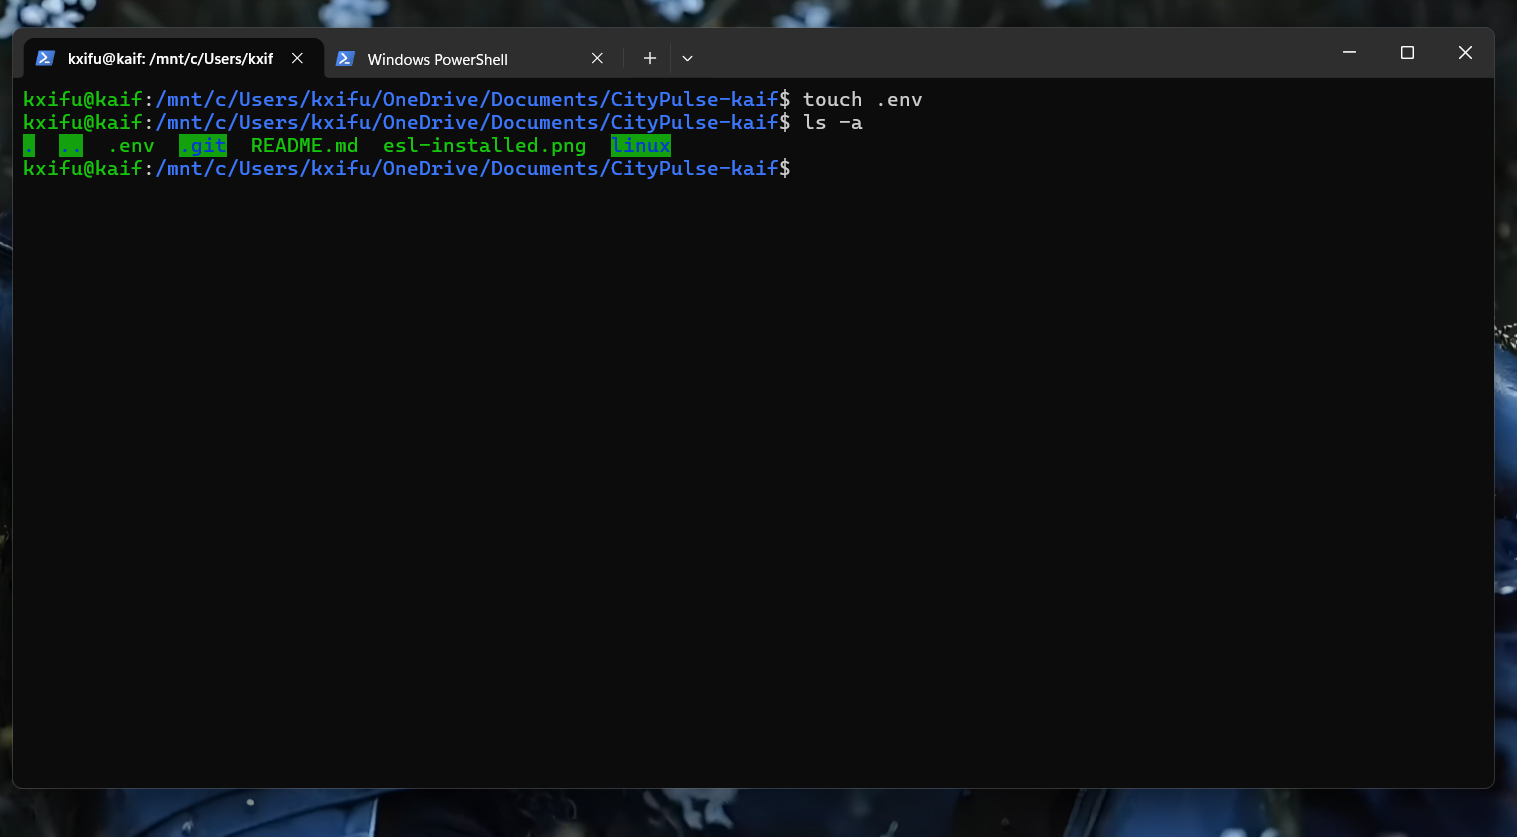 kxifu@kaif: /mnt/c/Users/kxif
Windows PowerShell
kxifu@kaif:/mnt/c/Users/kxifu/OneDrive/Documents/CityPulse-kaif$ touch .env
kxifu@kaif:/mnt/c/Users/kxifu/OneDrive/Documents/CityPulse-kaif$ ls -a
.  ..  .env  .git  README.md  esl-installed.png  linux
kxifu@kaif:/mnt/c/Users/kxifu/OneDrive/Documents/CityPulse-kaif$